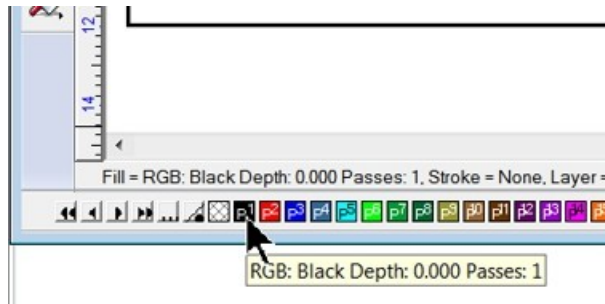 12
14
Fill = RGB: Black Depth: 0.000 Passes: 1, Stroke = None, Layer =
... p1 p2 p3 p4 p5 p6 p7 p8 p9 p10 p11 p12 p13 p14
RGB: Black Depth: 0.000 Passes: 1